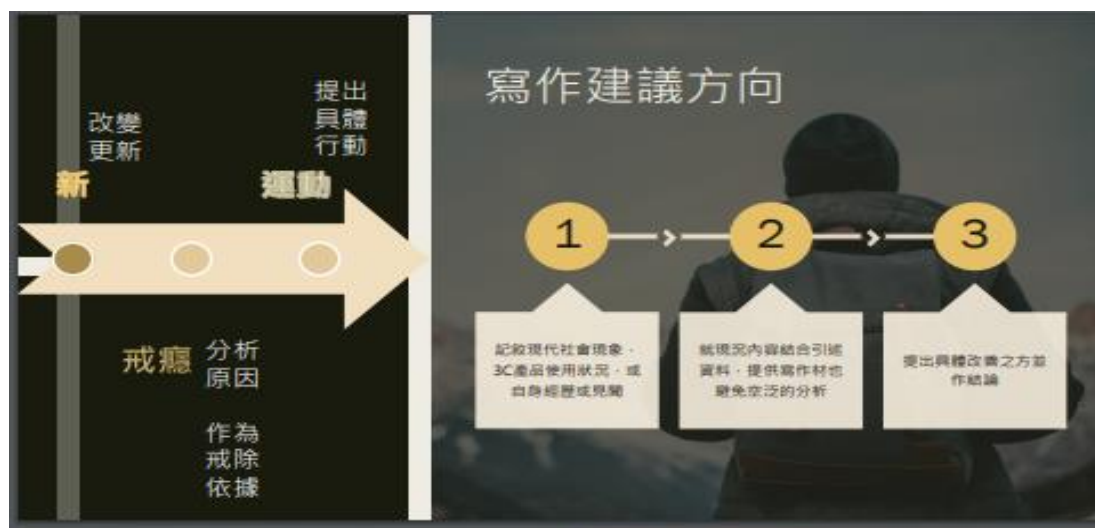 改變
更新
新
提出
具體
行動
運動
戒癮
分析
原因
作為
戒除
依據
寫作建議方向
1
2
3
記敘現代社會現象、
3C產品使用狀況,或
自身經歷或見聞
就現況內容結合引述
資料,提供寫作材也
避免空泛的分析
提出具體改善之方並
作結論